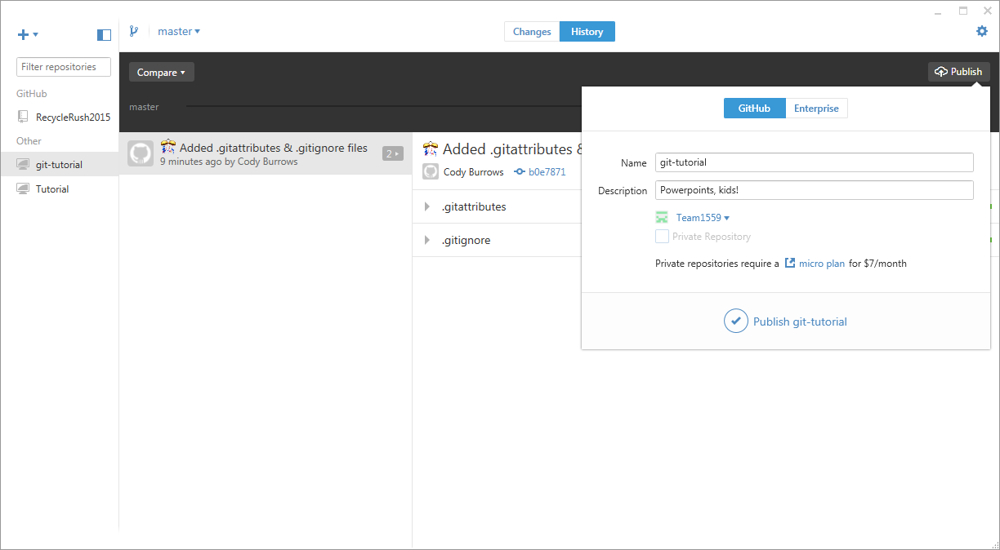 master
Changes
History
Filter repositories
GitHub
RecycleRush2015
Other
git-tutorial
Tutorial
Compare
Publish
master
Added .gitattributes & .gitignore files
9 minutes ago by Cody Burrows
2
Added .gitattributes &
Cody Burrows
b0e7871
.gitattributes
.gitignore
GitHub
Enterprise
Name
git-tutorial
Description
Powerpoints, kids!
Team1559
Private Repository
Private repositories require a micro plan for $7/month
Publish git-tutorial